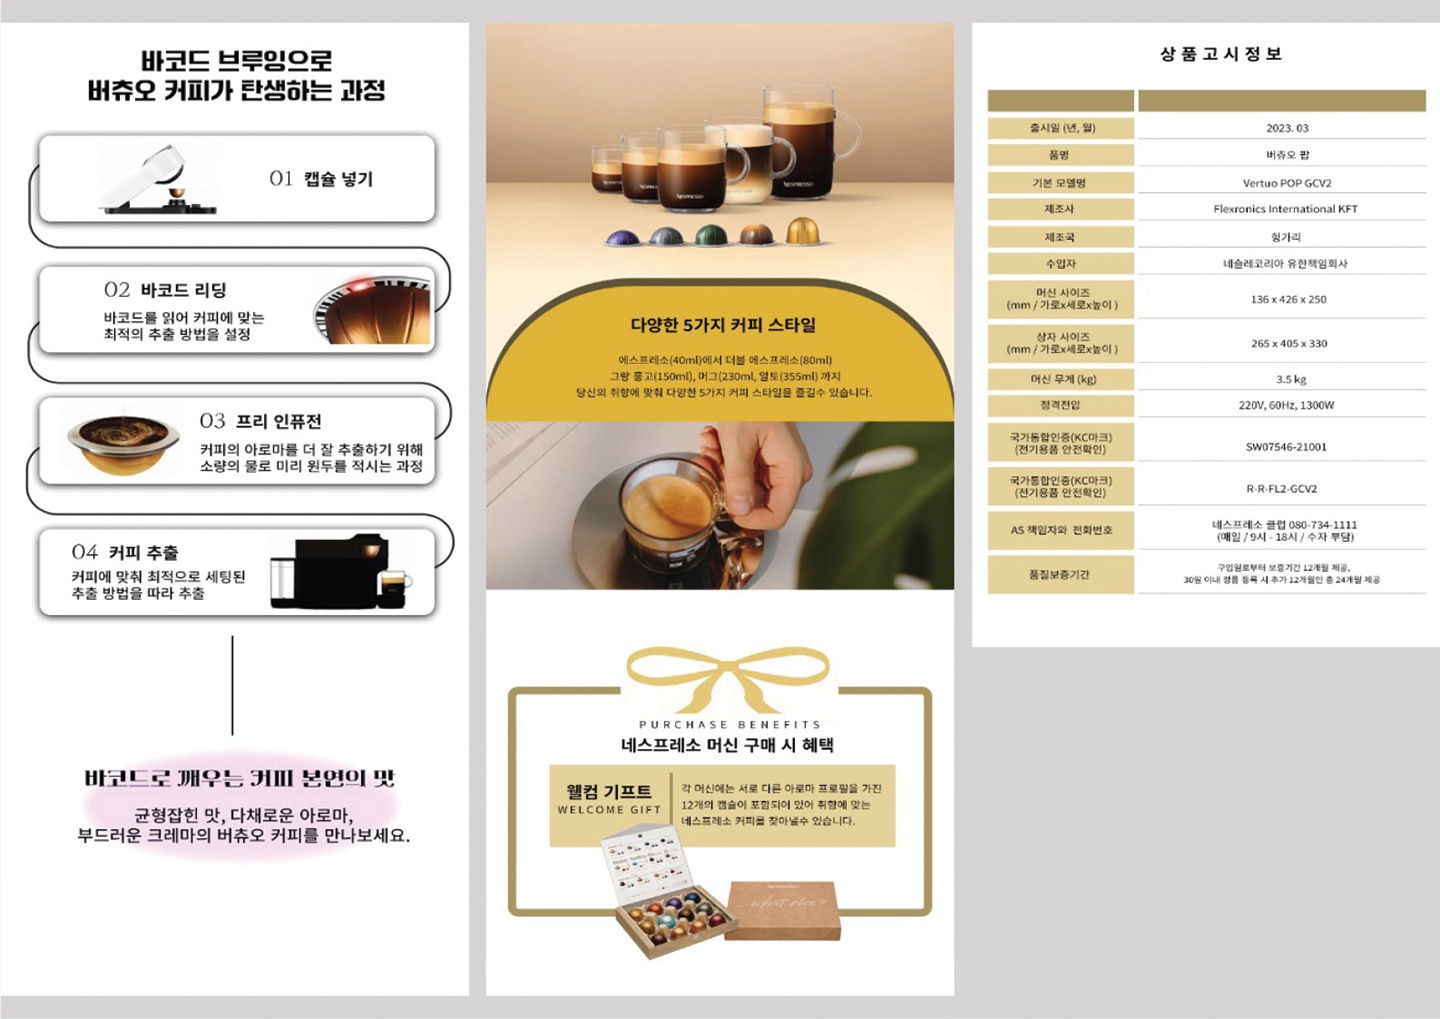 바코드 브루잉으로
버츄오 커피가 탄생하는 과정
01 캡슐 넣기
02 바코드 리딩
바코드를 읽어 커피에 맞는
최적의 추출 방법을 설정
03 프리 인퓨전
커피의 아로마를 더 잘 추출하기 위해
소량의 물로 미리 원두를 적시는 과정
04 커피 추출
커피에 맞춰 최적으로 세팅된
추출 방법을 따라 추출
바코드로 깨우는 커피 본연의 맛
균형잡힌 맛, 다채로운 아로마,
부드러운 크레마의 버츄오 커피를 만나보세요.
NESPRESSO
NESPRESSO
NESPRESSO
다양한 5가지 커피 스타일
에스프레소(40ml)에서 더블 에스프레소(80ml)
그랑 룽고(150ml), 머그(230ml, 알토(355ml) 까지
당신의 취향에 맞춰 다양한 5가지 커피 스타일을 즐길수 있습니다.
PURCHASE BENEFITS
네스프레소 머신 구매 시 혜택
웰컴 기프트
WELCOME GIFT
각 머신에는 서로 다른 아로마 프로필을 가진
12개의 캡슐이 포함되어 있어 취향에 맞는
네스프레소 커피를 찾아낼수 있습니다.
what else?
상품고시정보
출시일 (년, 월) 2023. 03
품명 버츄오 팝
기본 모델명 Vertuo POP GCV2
제조사 Flexronics International KFT
제조국 헝가리
수입자 네슬레코리아 유한책임회사
머신 사이즈
(mm / 가로x세로x높이 ) 136 x 426 x 250
상자 사이즈
(mm / 가로x세로x높이 ) 265 x 405 x 330
머신 무게 (kg) 3.5 kg
정격전압 220V, 60Hz, 1300W
국가통합인증(KC마크)
(전기용품 안전확인) SW07546-21001
국가통합인증(KC마크)
(전기용품 안전확인) R-R-FL2-GCV2
AS 책임자와 전화번호 네스프레소 클럽 080-734-1111
(매일 / 9시 - 18시 / 수자 부담)
품질보증기간 구입일로부터 보증기간 12개월 제공,
30일 이내 정품 등록 시 추가 12개월인 총 24개월 제공